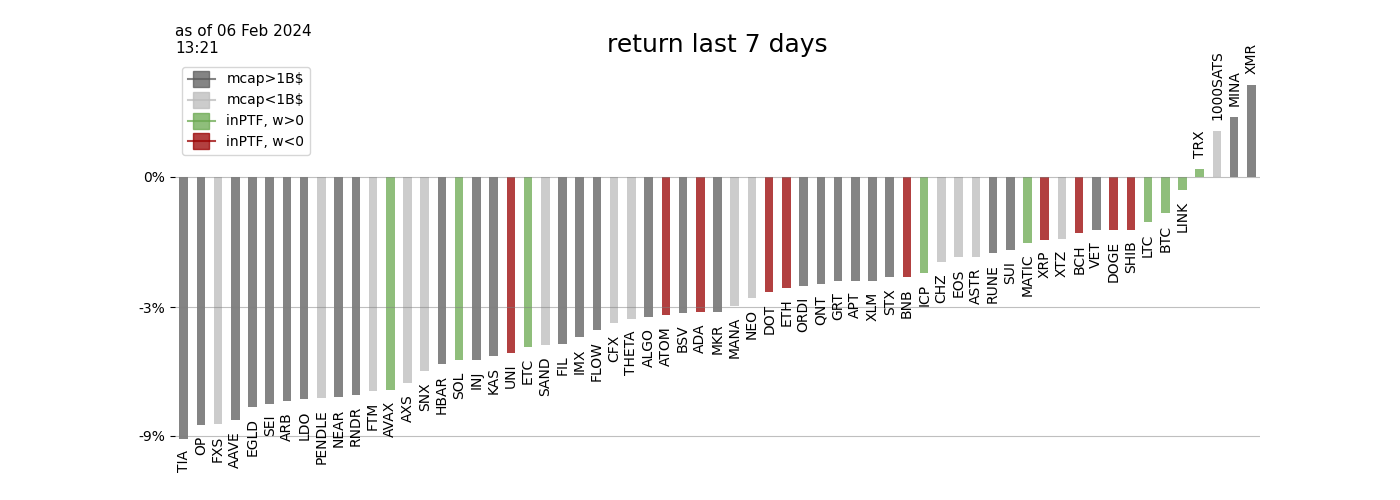 as of 06 Feb 2024
13:21
return last 7 days
mcap>1B$
mcap<1B$
inPTF, w>0
inPTF, w<0
0%
-3%
-9%
TIA
OP
FXS
AAVE
EGLD
SEI
ARB
LDO
PENDLE
NEAR
RNDR
FTM
AVAX
AXS
SNX
HBAR
SOL
INJ
KAS
UNI
ETC
SAND
FIL
IMX
FLOW
CFX
THETA
ALGO
ATOM
BSV
ADA
MKR
MANA
NEO
DOT
ETH
ORDI
QNT
GRT
APT
XLM
STX
BNB
ICP
CHZ
EOS
ASTR
RUNE
SUI
MATIC
XRP
XTZ
BCH
VET
DOGE
SHIB
LTC
BTC
LINK
TRX
1000SATS
MINA
XMR